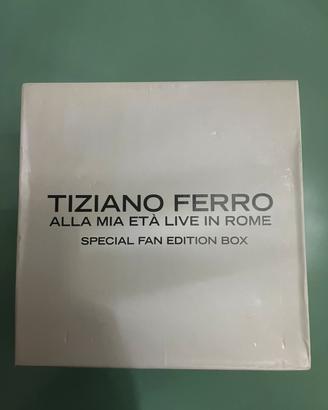 TIZIANO FERRO
ALLA MIA ETÀ LIVE IN ROME
SPECIAL FAN EDITION BOX